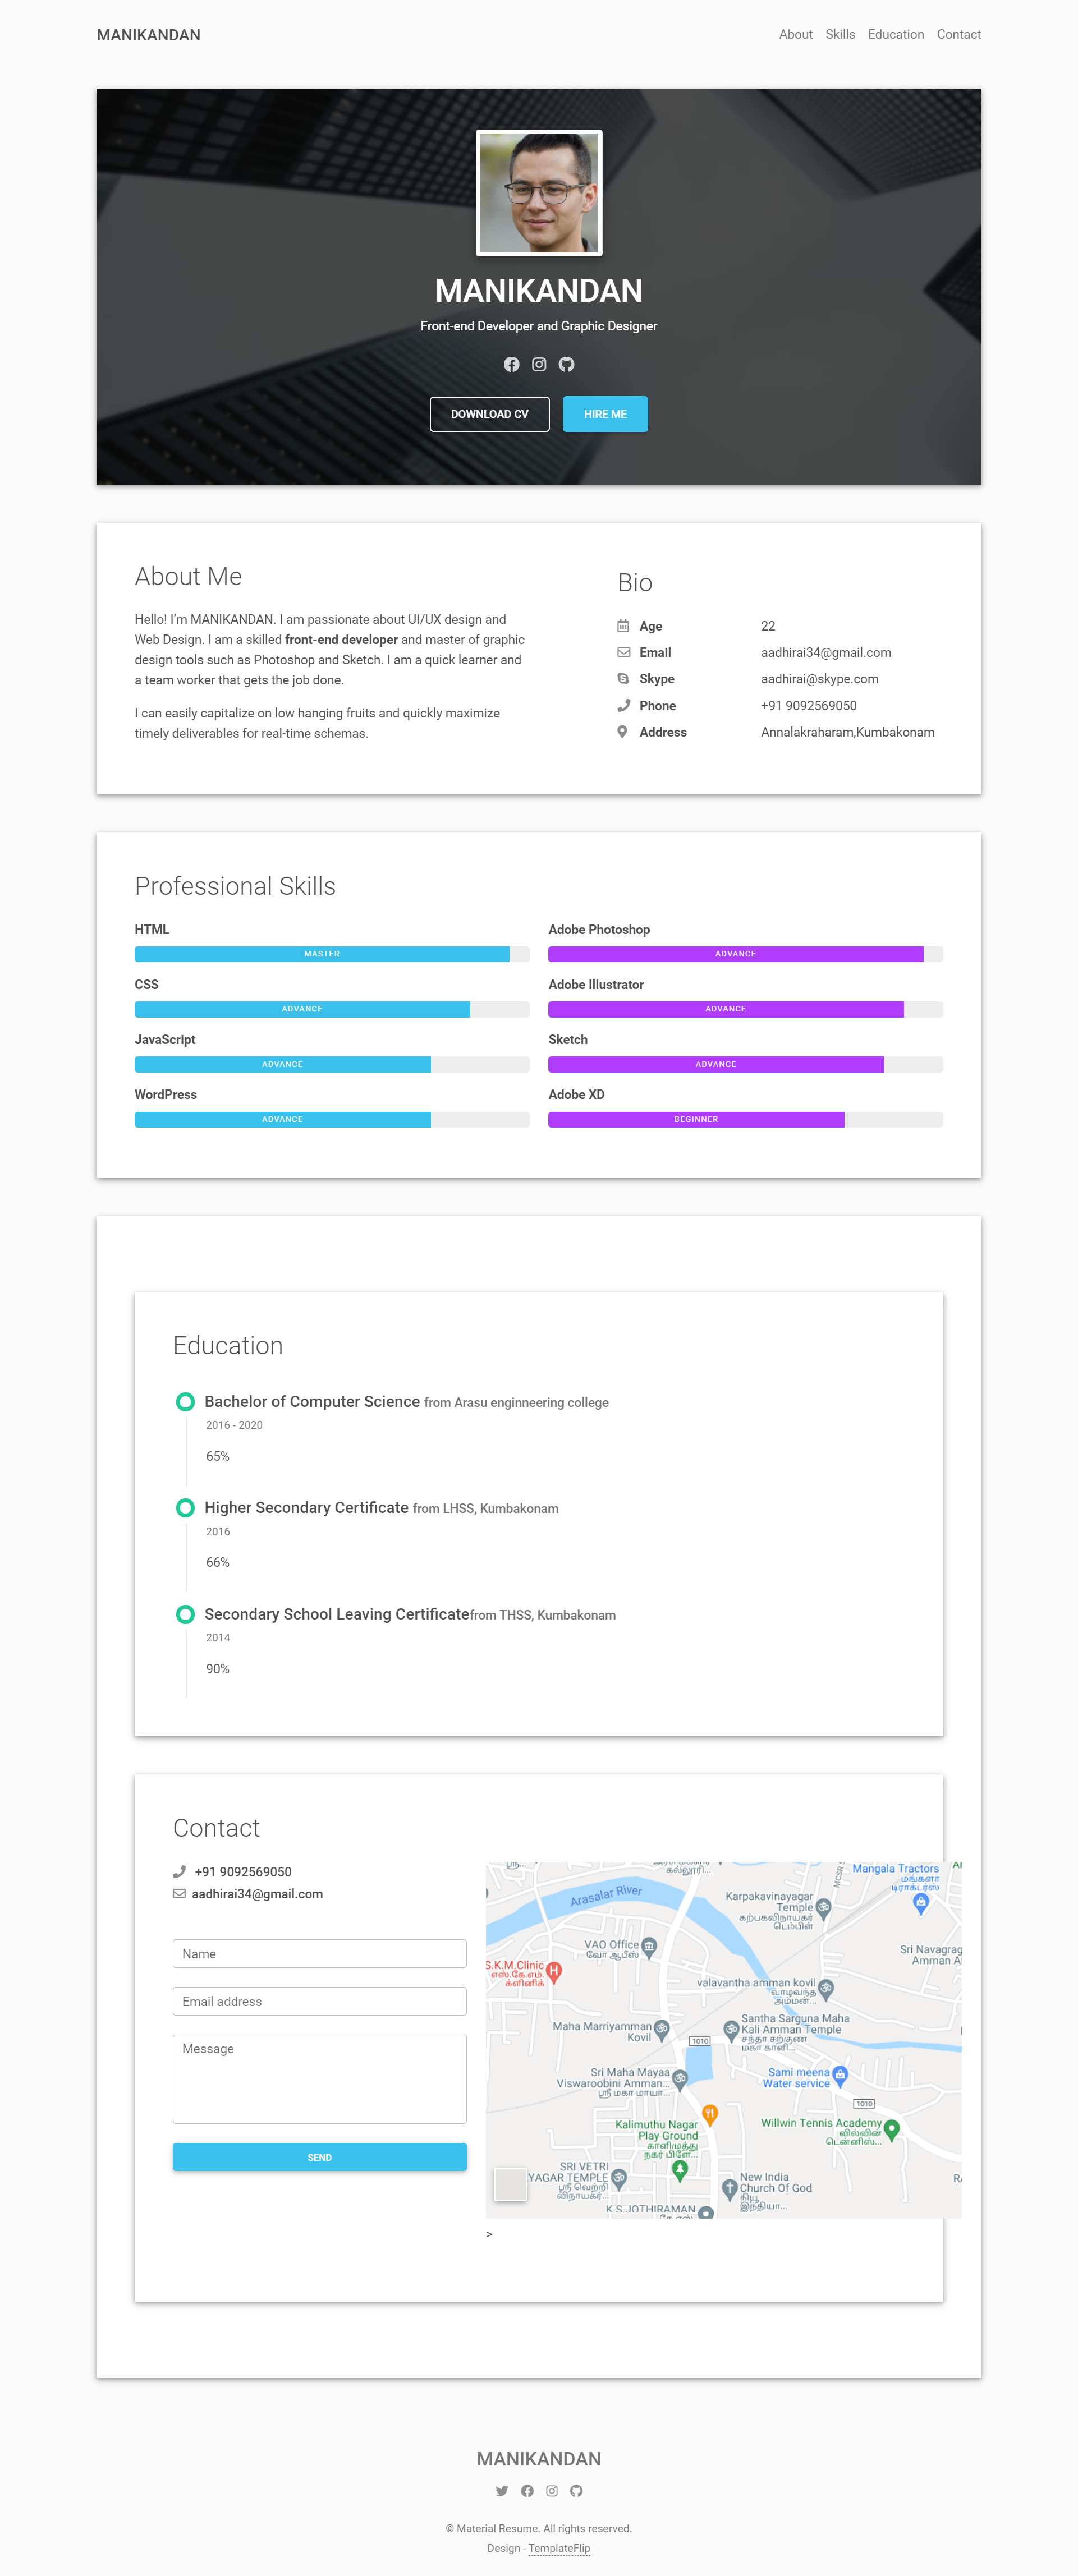 MANIKANDAN
About Skills Education Contact
MANIKANDAN
Front-end Developer and Graphic Designer
DOWNLOAD CV
HIRE ME
About Me
Hello! I'm MANIKANDAN. I am passionate about UI/UX design and
Web Design. I am a skilled front-end developer and master of graphic
design tools such as Photoshop and Sketch. I am a quick learner and
a team worker that gets the job done.
I can easily capitalize on low hanging fruits and quickly maximize
timely deliverables for real-time schemas.
Bio
Age 22
Email aadhirai34@gmail.com
Skype aadhirai@skype.com
Phone +91 9092569050
Address Annalakraharam,Kumbakonam
Professional Skills
HTML
MASTER
CSS
ADVANCE
JavaScript
ADVANCE
WordPress
ADVANCE
Adobe Photoshop
ADVANCE
Adobe Illustrator
ADVANCE
Sketch
ADVANCE
Adobe XD
BEGINNER
Education
Bachelor of Computer Science from Arasu enginneering college
2016 - 2020
65%
Higher Secondary Certificate from LHSS, Kumbakonam
2016
66%
Secondary School Leaving Certificatefrom THSS, Kumbakonam
2014
90%
Contact
+91 9092569050
aadhirai34@gmail.com
Name
Email address
Message
SEND
கல்லூரி...
MCSR
Mangala Tractors
மங்களா
டிராக்டர்ஸ்
Arasalar River
Karpakavinayagar
Temple
கற்பகவிநாயகர்
டெம்பிள்
VAO Office
வோ ஆபீஸ்
Sri Navagrag
Amman A
S.K.M.Clinic
எஸ்.கே.எம்.
க்ளினிக்
valavantha amman kovil
வாழவந்த
அம்மன்...
Maha Marriyamman
Kovil
Santha Sarguna Maha
Kali Amman Temple
சந்தா சற்குண
மகா காளி...
1010
Sri Maha Mayaa
Viswaroobini Amman...
ஸ்ரீ மகா மாயா...
Sami meena
Water service
1010
Kalimuthu Nagar
Play Ground
காளிமுத்து
நகர் பிளே...
Willwin Tennis Academy
வில்வின்
டென்னிஸ்...
SRI VETRI
YAGAR TEMPLE
ஸ்ரீ வெற்றி
விநாயகர்...
New India
Church Of God
நியூ
இந்தியா...
K.S.JOTHIRAMAN
>
MANIKANDAN
© Material Resume. All rights reserved.
Design - TemplateFlip